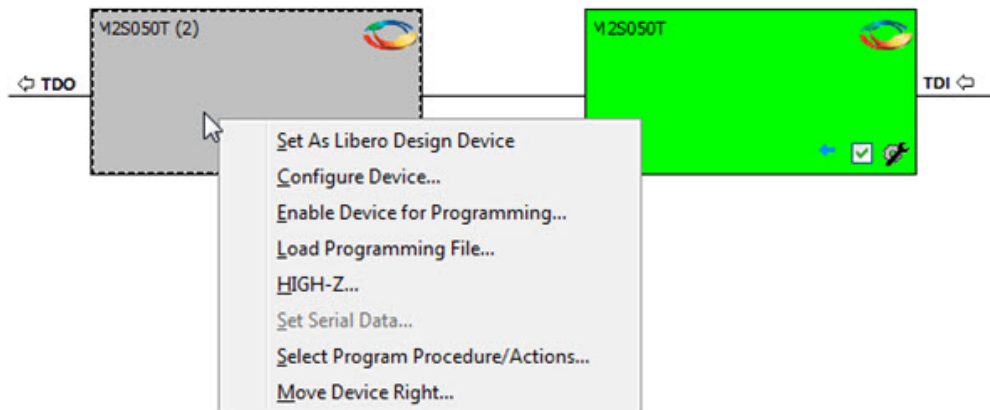 M2S050T (2)
M2S050T
TDO
TDI
Set As Libero Design Device
Configure Device...
Enable Device for Programming...
Load Programming File...
HIGH-Z...
Set Serial Data...
Select Program Procedure/Actions...
Move Device Right...